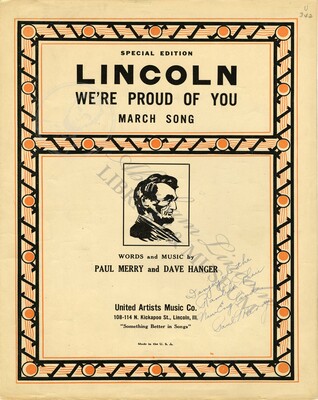 U
342
SPECIAL EDITION
LINCOLN
WE'RE PROUD OF YOU
MARCH SONG
WORDS and MUSIC by
PAUL MERRY and DAVE HANGER
United Artists Music Co.
108-114 N. Kickapoo St., Lincoln, Ill.
"Something Better in Songs"
Made in the U. S. A.